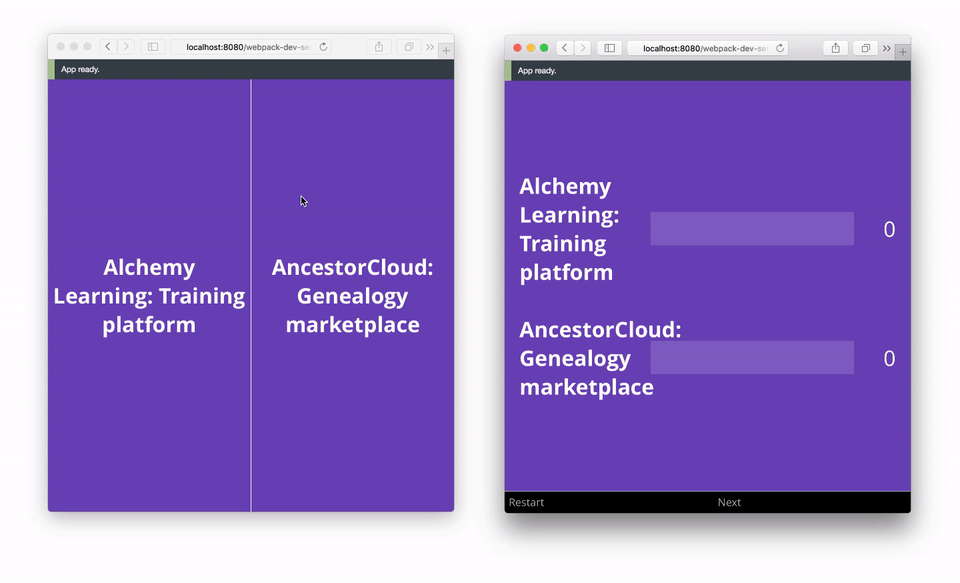 localhost:8080/webpack-dev-se
App ready.
Alchemy
Learning: Training
platform
AncestorCloud:
Genealogy
marketplace
localhost:8080/webpack-dev-se
App ready.
Alchemy
Learning:
Training
platform
0
AncestorCloud:
Genealogy
marketplace
0
Restart
Next